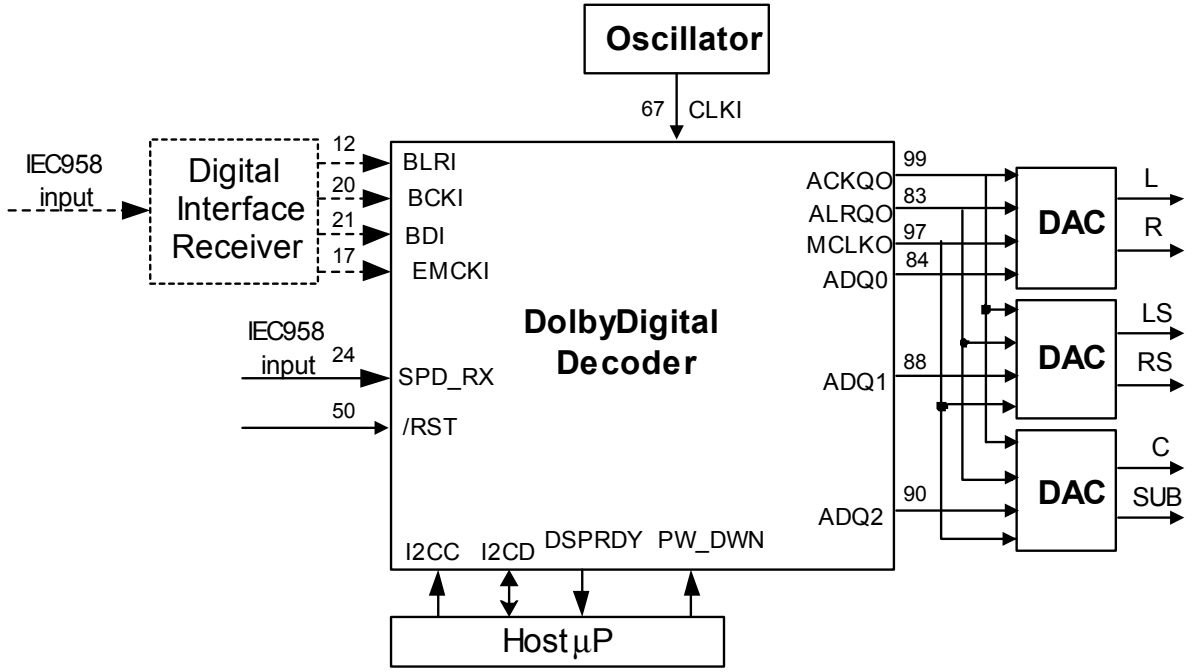 Oscillator
67 CLKI
IEC958
input
Digital
Interface
Receiver
12
20
21
17
BLRI
BCKI
BDI
EMCKI
IEC958
input
24
SPD_RX
50
/RST
DolbyDigital
Decoder
ACKQO
99
ALRQO
83
MCLKO
97
ADQ0
84
ADQ1
88
ADQ2
90
DAC
L
R
DAC
LS
RS
DAC
C
SUB
I2CC I2CD DSPRDY PW_DWN
Host µP